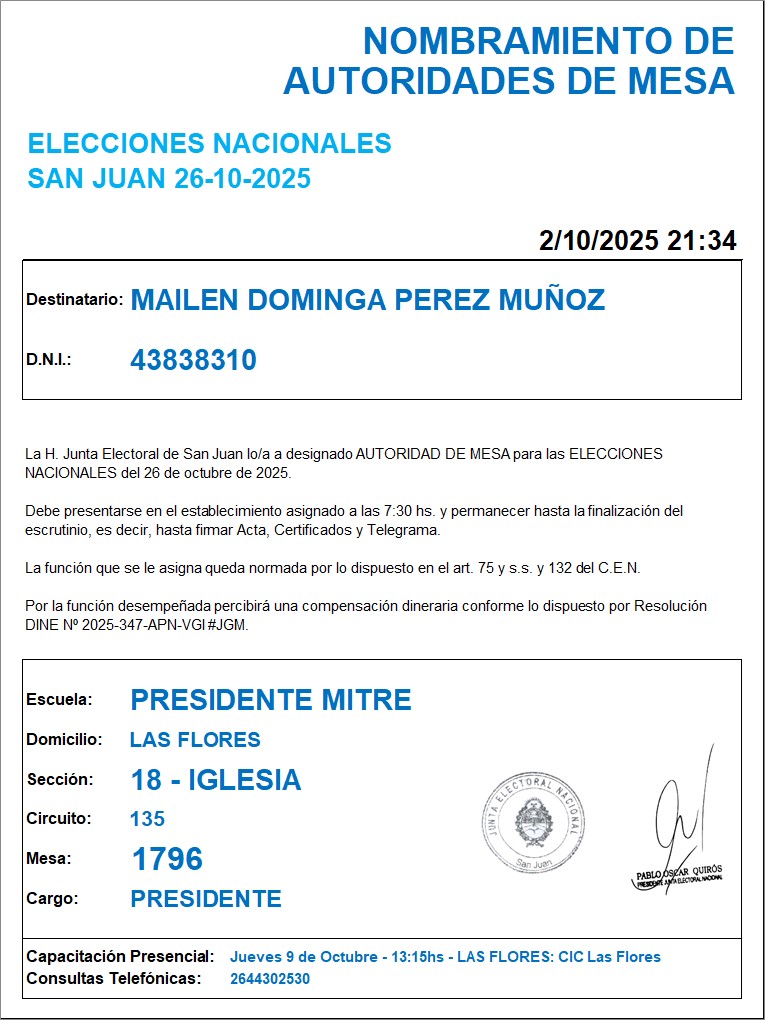 NOMBRAMIENTO DE
AUTORIDADES DE MESA
ELECCIONES NACIONALES
SAN JUAN 26-10-2025
2/10/2025 21:34
Destinatario: MAILEN DOMINGA PEREZ MUÑOZ
D.N.I.: 43838310
La H. Junta Electoral de San Juan lo/a a designado AUTORIDAD DE MESA para las ELECCIONES
NACIONALES del 26 de octubre de 2025.
Debe presentarse en el establecimiento asignado a las 7:30 hs. y permanecer hasta la finalización del
escrutinio, es decir, hasta firmar Acta, Certificados y Telegrama.
La función que se le asigna queda normada por lo dispuesto en el art. 75 y s.s. y 132 del C.E.N.
Por la función desempeñada percibirá una compensación dineraria conforme lo dispuesto por Resolución
DINE Nº 2025-347-APN-VGI#JGM.
Escuela: PRESIDENTE MITRE
Domicilio: LAS FLORES
Sección: 18 - IGLESIA
Circuito: 135
Mesa: 1796
Cargo: PRESIDENTE
JUNTA ELECTORAL NACIONAL
San Juan
PABLO OSCAR QUIRÓS
PRESIDENTE JUNTA ELECTORAL NACIONAL
Capacitación Presencial: Jueves 9 de Octubre - 13:15hs - LAS FLORES: CIC Las Flores
Consultas Telefónicas: 2644302530